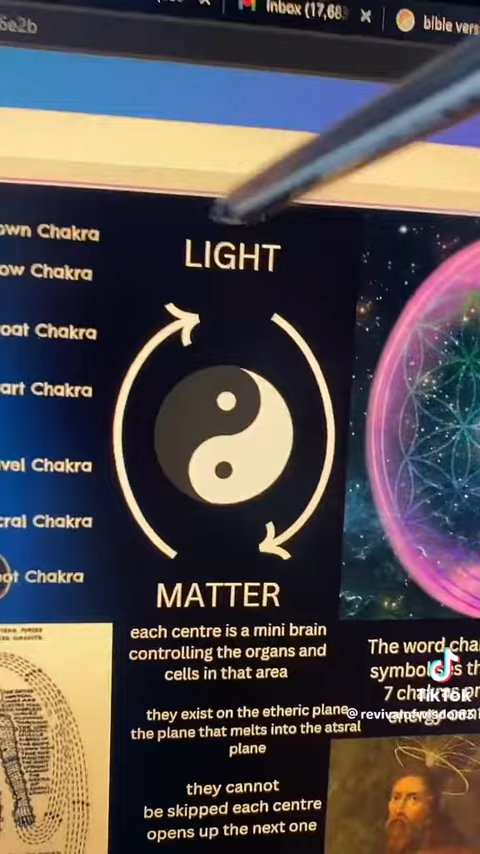 6e2b
Inbox (17,68
bible vers
own Chakra
ow Chakra
oat Chakra
art Chakra
vel Chakra
cral Chakra
ot Chakra
LIGHT
MATTER
each centre is a mini brain
controlling the organs and
cells in that area
they exist on the etheric plane
the plane that melts into the atsral
plane
they cannot
be skipped each centre
opens up the next one
The word cha
symbol
7 ch
TikTok